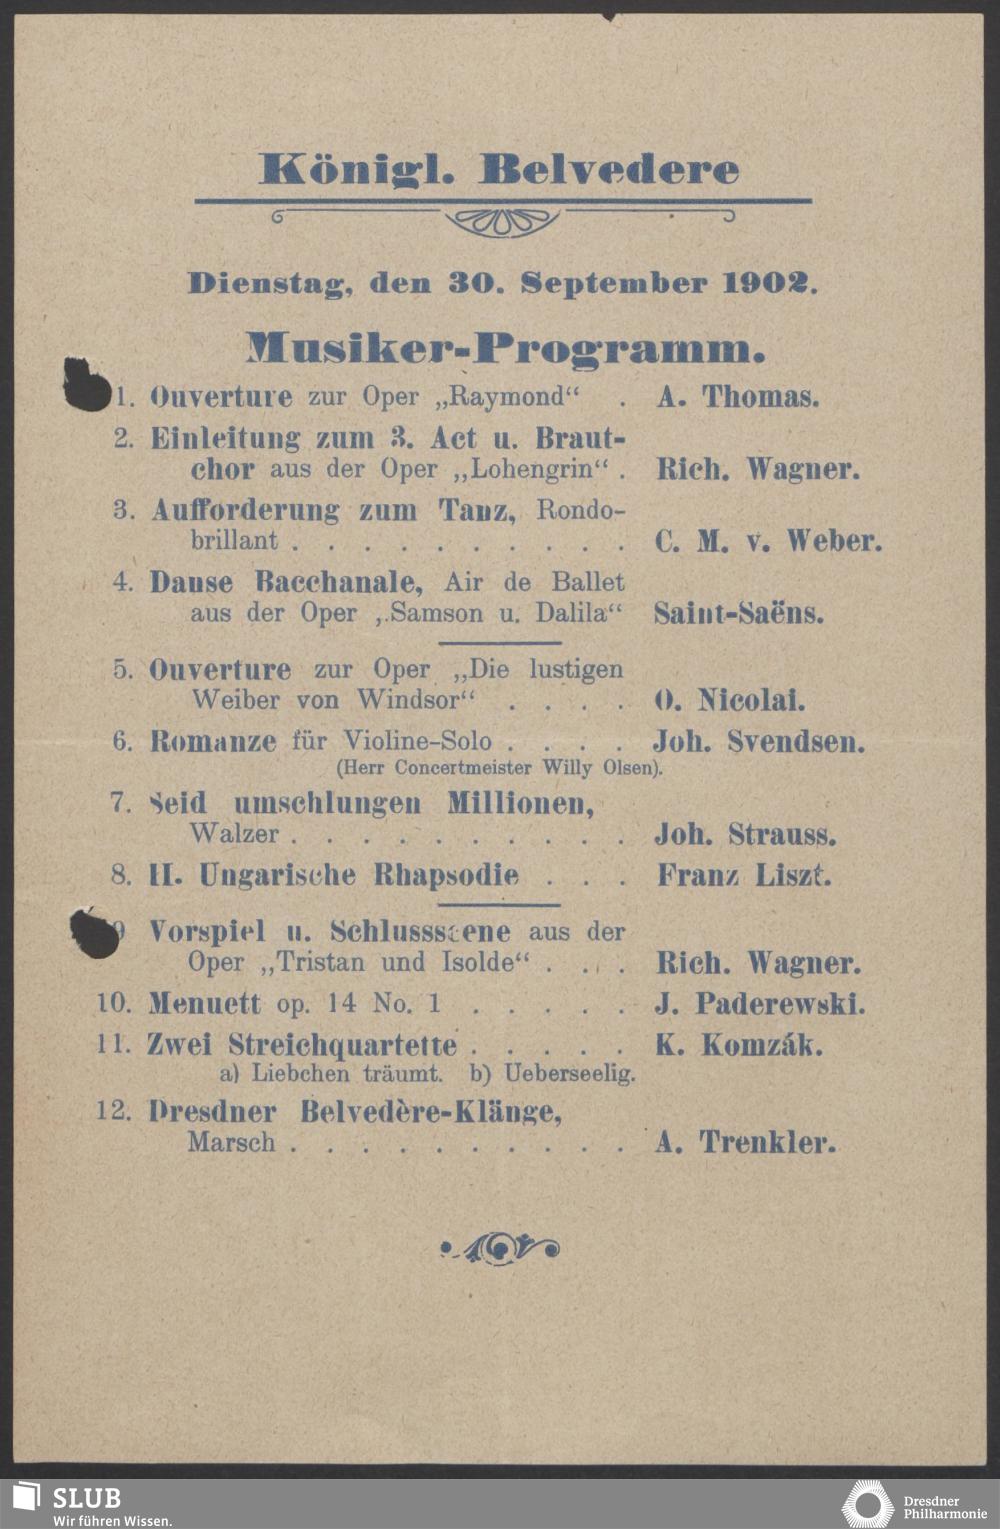 Königl. Belvedere
Dienstag, den 30. September 1902.
Musiker-Programm.
1. Ouverture zur Oper „Raymond“ . A. Thomas.
2. Einleitung zum 3. Act u. Braut-
chor aus der Oper „Lohengrin“ . Rich. Wagner.
3. Aufforderung zum Tanz, Rondo-
brillant . . . . . . . . . . C. M. v. Weber.
4. Danse Bacchanale, Air de Ballet
aus der Oper „Samson u. Dalila“ Saint-Saëns.
5. Ouverture zur Oper „Die lustigen
Weiber von Windsor“ . . . . O. Nicolai.
6. Romanze für Violine-Solo . . . . Joh. Svendsen.
(Herr Concertmeister Willy Olsen).
7. Seid umschlungen Millionen,
Walzer . . . . . . . . . . Joh. Strauss.
8. II. Ungarische Rhapsodie . . . Franz Liszt.
9 Vorspiel u. Schlussscene aus der
Oper „Tristan und Isolde“ . . . Rich. Wagner.
10. Menuett op. 14 No. 1 . . . . . J. Paderewski.
11. Zwei Streichquartette . . . . . K. Komzák.
a) Liebchen träumt. b) Ueberseelig.
12. Dresdner Belvedère-Klänge,
Marsch . . . . . . . . . . A. Trenkler.
SLUB
Wir führen Wissen.
Dresdner
Philharmonie